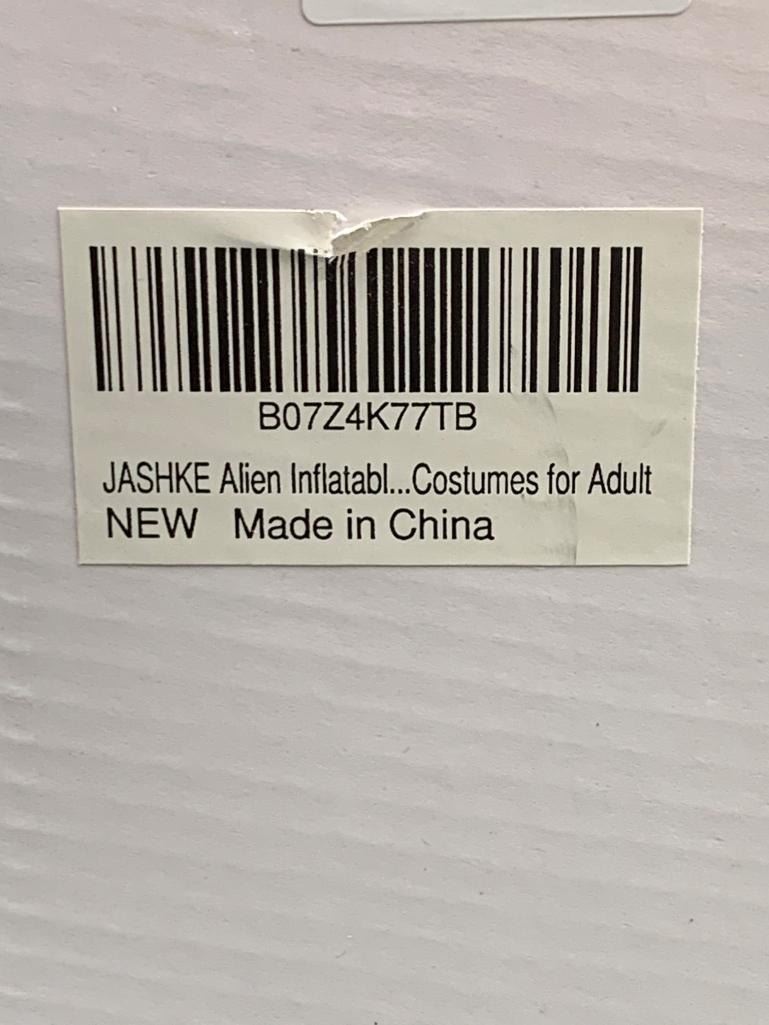 B07Z4K77TB
JASHKE Alien Inflatabl...Costumes for Adult
NEW Made in China